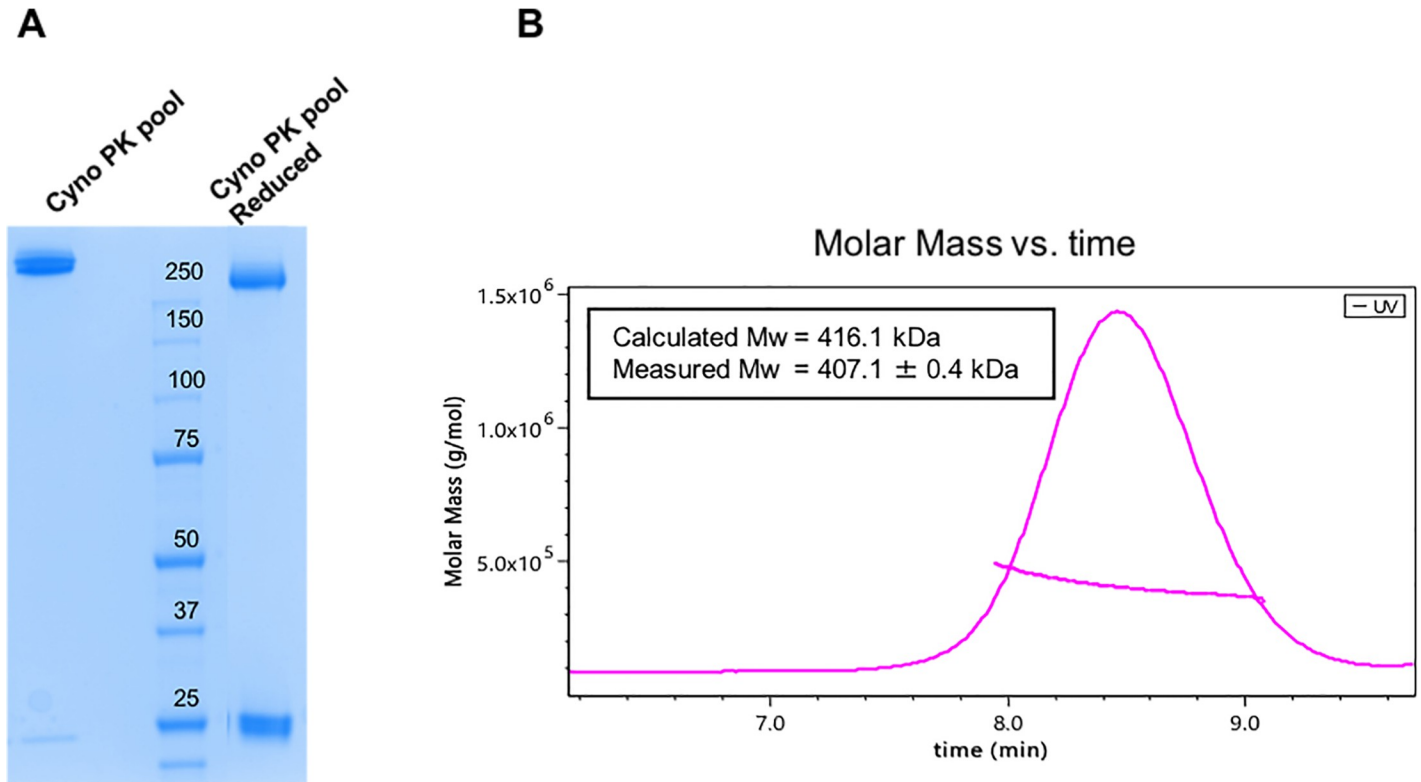 A
B
Cyno PK pool
Cyno PK pool
Reduced
250
150
100
75
50
37
25
Molar Mass vs. time
1.5x10⁶
1.0x10⁶
5.0x10⁵
Molar Mass (g/mol)
Calculated Mw = 416.1 kDa
Measured Mw = 407.1 ± 0.4 kDa
— UV
7.0 8.0 9.0
time (min)